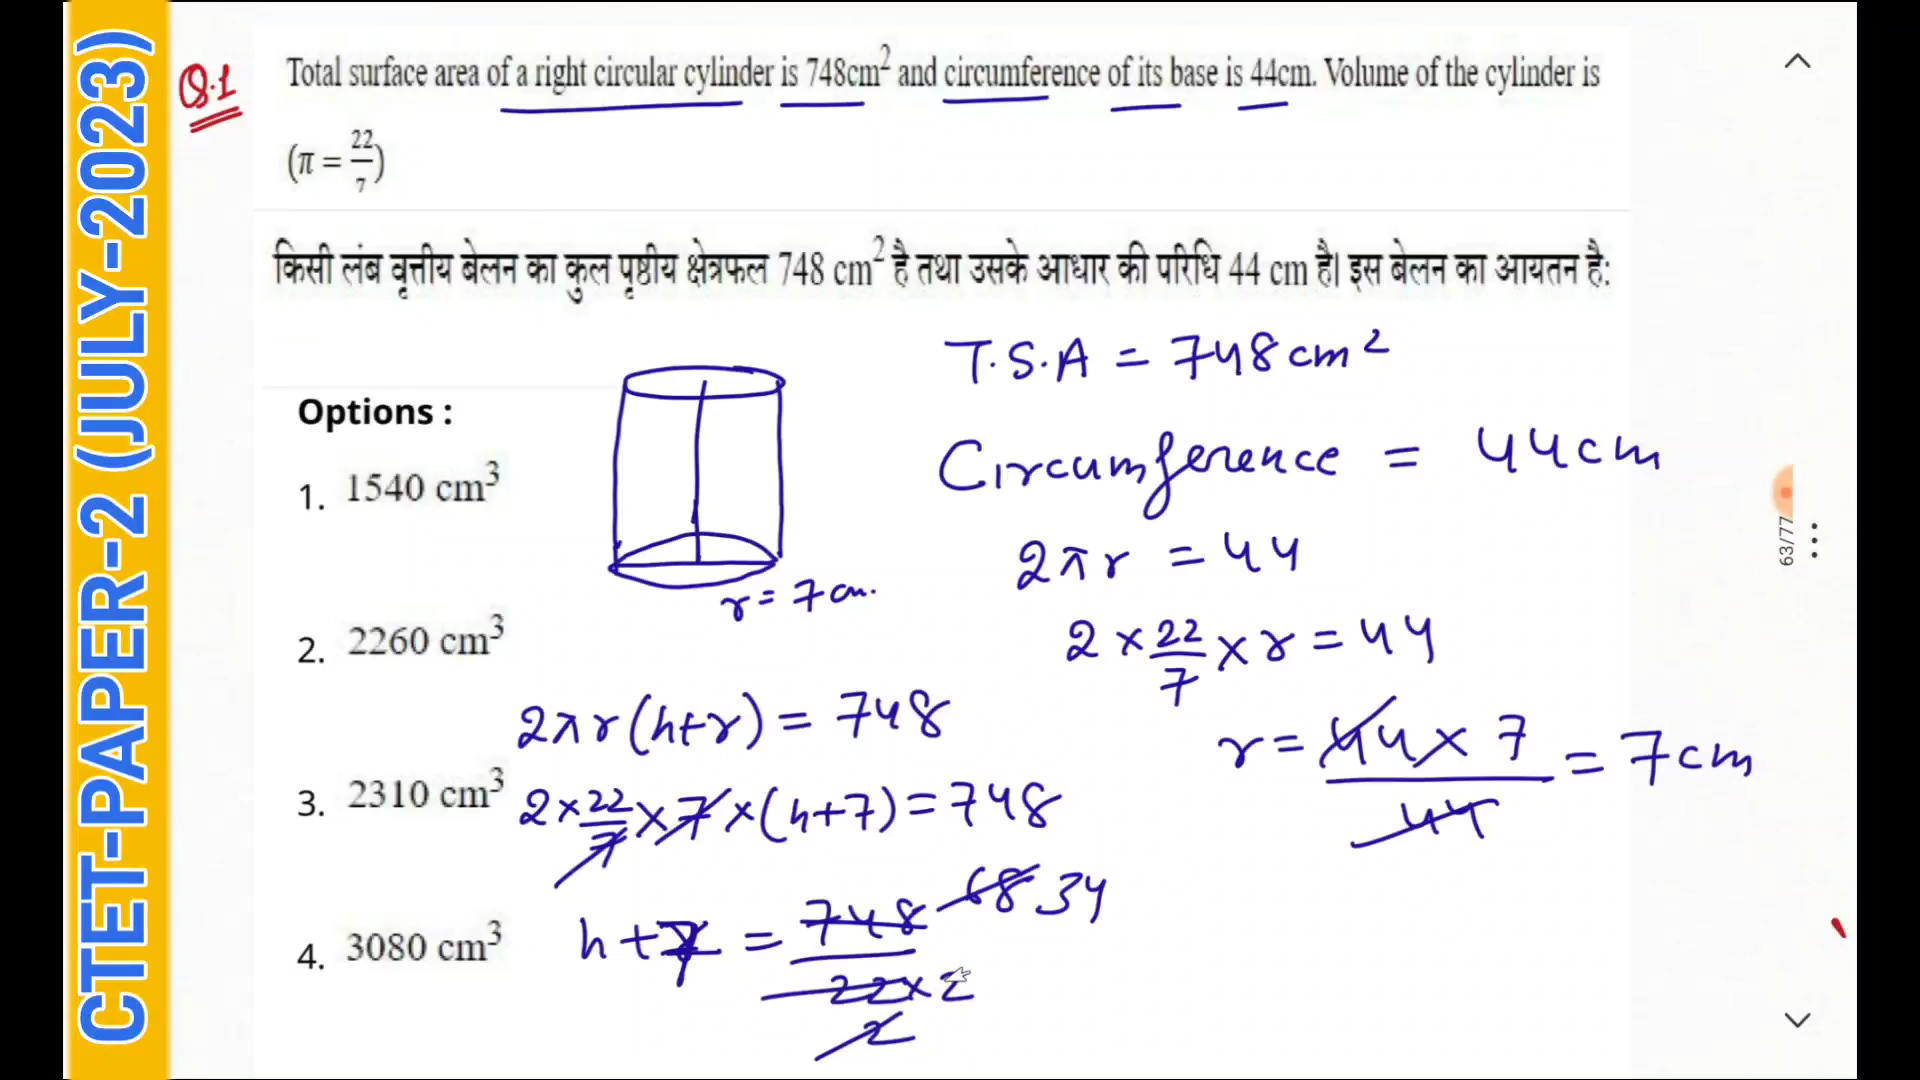 CTET-PAPER-2 (JULY-2023)
Q.1
Total surface area of a right circular cylinder is 748cm² and circumference of its base is 44cm. Volume of the cylinder is
(π = 22/7)
किसी लंब वृत्तीय बेलन का कुल पृष्ठीय क्षेत्रफल 748 cm² है तथा उसके आधार की परिधि 44 cm है। इस बेलन का आयतन है:
Options :
1. 1540 cm³
2. 2260 cm³
3. 2310 cm³
4. 3080 cm³
r = 7cm.
2πr(h+r) = 748
2×22/7×7×(h+7)=748
h+7 = 748/22×2
68 34
2
T.S.A = 748cm²
Circumference = 44cm
2πr = 44
2×22/7×r=44
r= 44×7/44 = 7cm
63/77